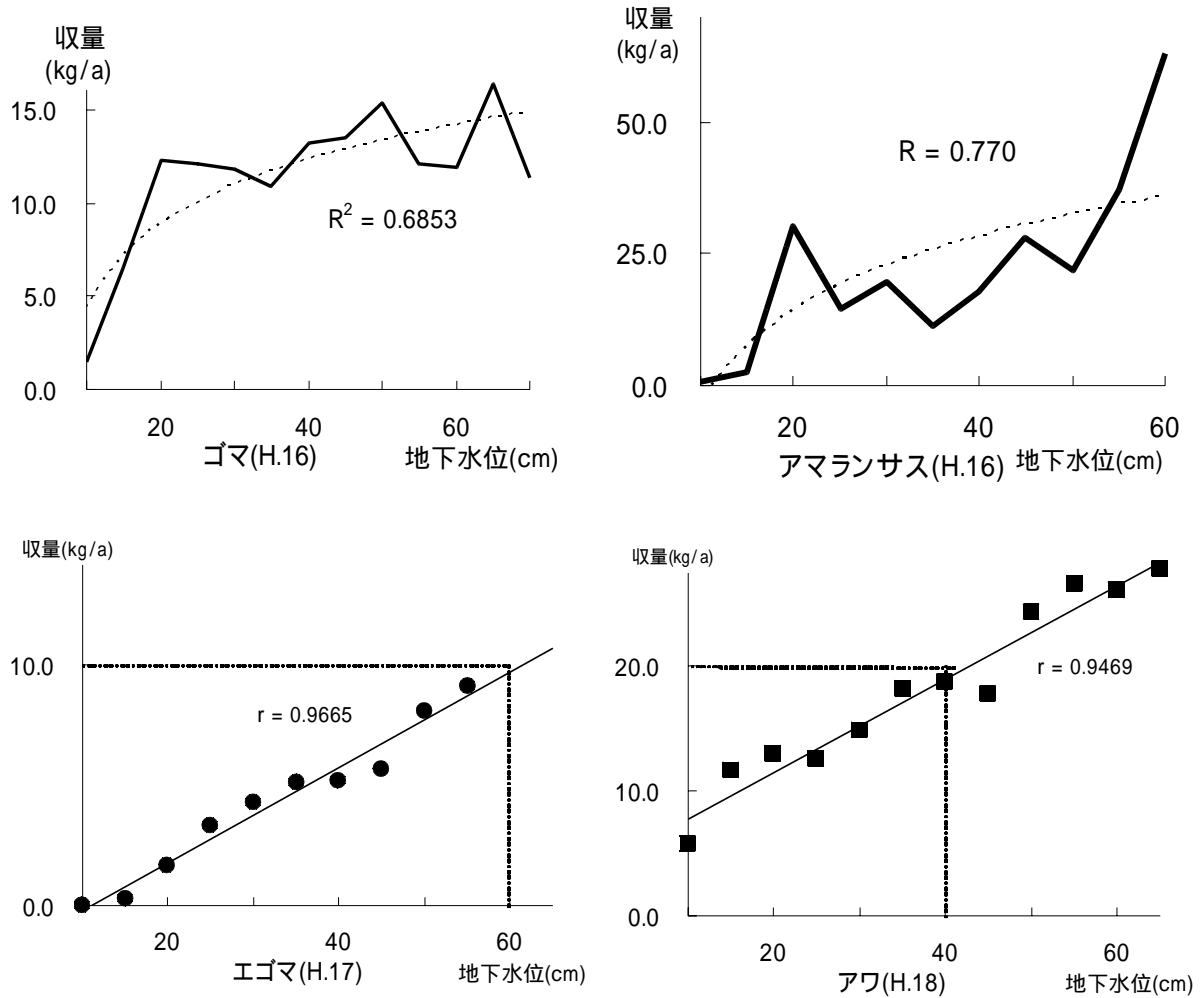 収量
(kg/a)
15.0
10.0
5.0
0.0
R² = 0.6853
20
40
60
ゴマ(H.16)
地下水位(cm)
収量
(kg/a)
50.0
25.0
0.0
R = 0.770
20
40
60
アマランサス(H.16)
地下水位(cm)
収量(kg/a)
10.0
0.0
r = 0.9665
20
40
60
エゴマ(H.17)
地下水位(cm)
収量(kg/a)
20.0
10.0
0.0
r = 0.9469
20
40
60
アワ(H.18)
地下水位(cm)